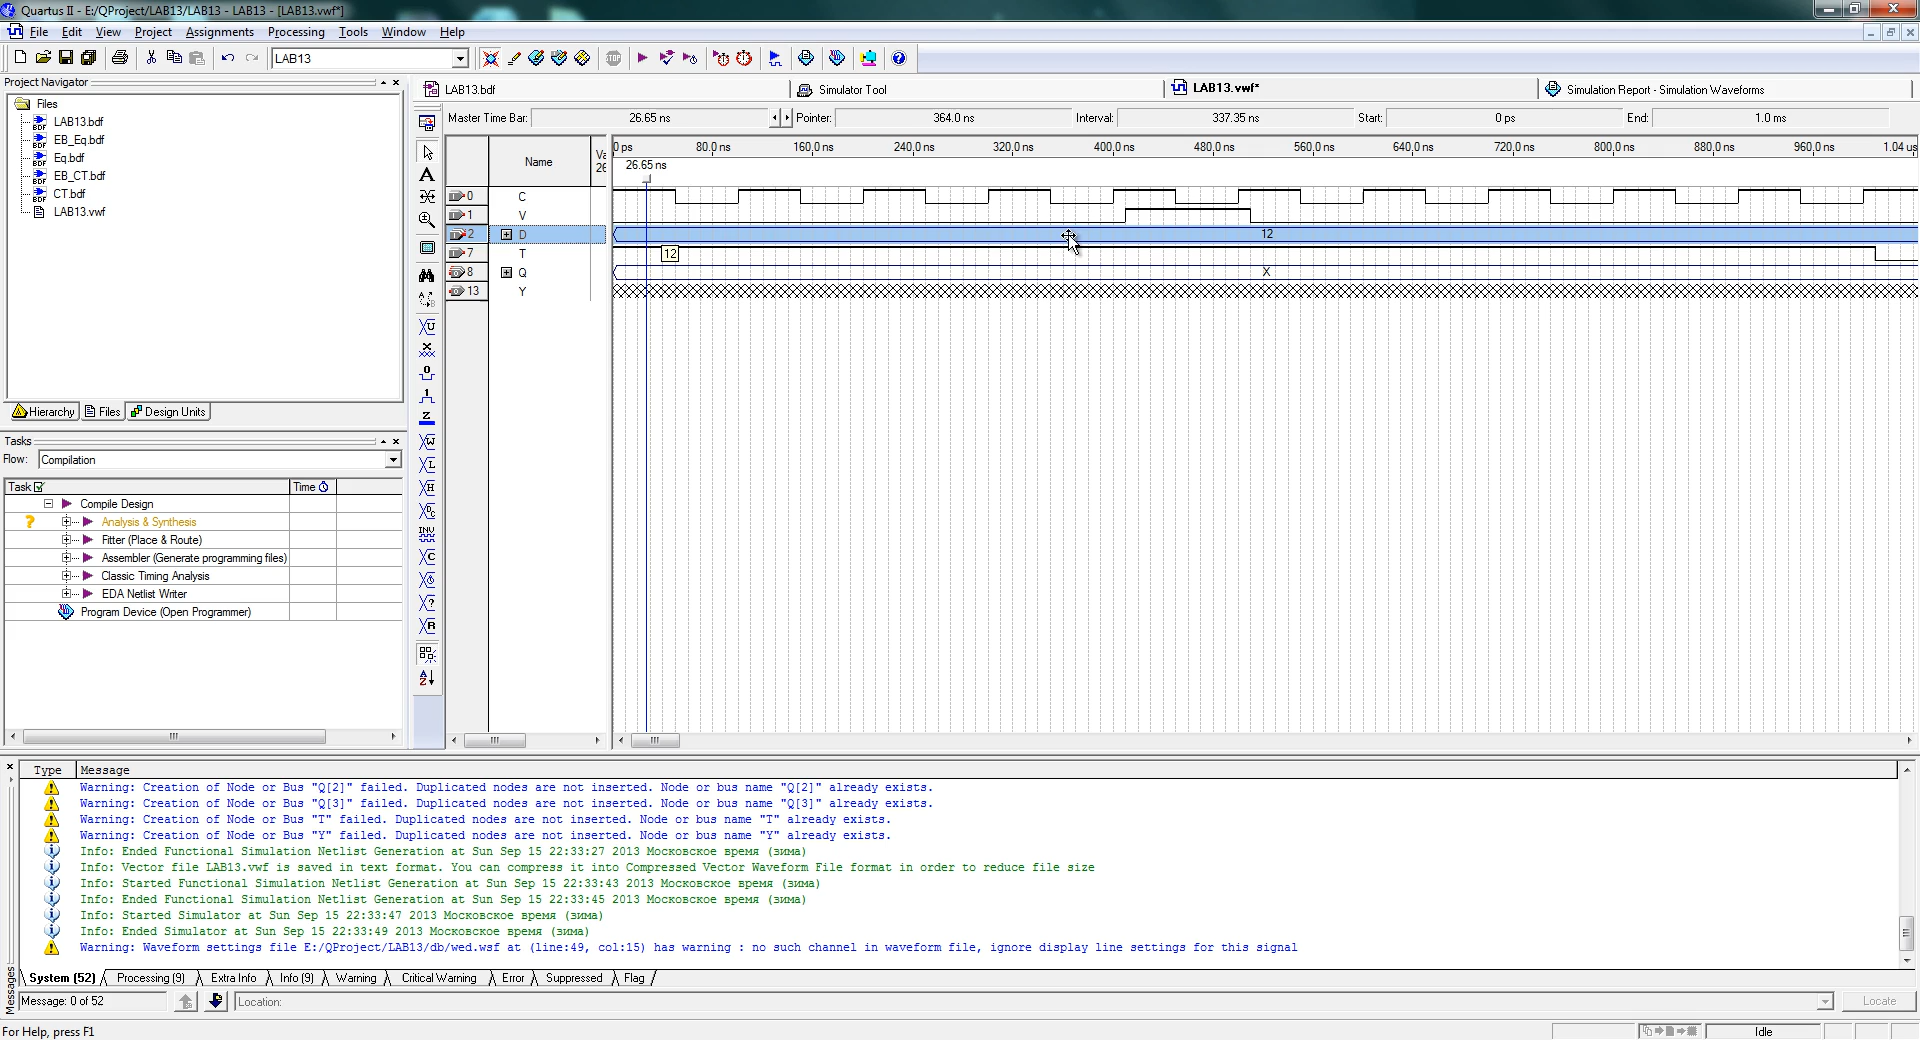 Quartus II - E:/QProject/LAB13/LAB13 - LAB13 - [LAB13.vwf*]
File Edit View Project Assignments Processing Tools Window Help
LAB13
Project Navigator
Files
LAB13.bdf
EB_Eq.bdf
Eq.bdf
EB_CT.bdf
CT.bdf
LAB13.vwf
Hierarchy Files Design Units
Tasks
Flow: Compilation
Task Time
Compile Design
Analysis & Synthesis
Fitter (Place & Route)
Assembler (Generate programming files)
Classic Timing Analysis
EDA Netlist Writer
Program Device (Open Programmer)
LAB13.bdf Simulator Tool LAB13.vwf* Simulation Report - Simulation Waveforms
Master Time Bar: 26.65 ns Pointer: 364.0 ns Interval: 337.35 ns Start: 0 ps End: 1.0 ms
Name
0 ps 80.0 ns 160.0 ns 240.0 ns 320.0 ns 400.0 ns 480.0 ns 560.0 ns 640.0 ns 720.0 ns 800.0 ns 880.0 ns 960.0 ns 1.04 us
26.65 ns
0 C
1 V
2 D 12
7 T 12
8 Q X
13 Y
Type Message
Warning: Creation of Node or Bus "Q[2]" failed. Duplicated nodes are not inserted. Node or bus name "Q[2]" already exists.
Warning: Creation of Node or Bus "Q[3]" failed. Duplicated nodes are not inserted. Node or bus name "Q[3]" already exists.
Warning: Creation of Node or Bus "T" failed. Duplicated nodes are not inserted. Node or bus name "T" already exists.
Warning: Creation of Node or Bus "Y" failed. Duplicated nodes are not inserted. Node or bus name "Y" already exists.
Info: Ended Functional Simulation Netlist Generation at Sun Sep 15 22:33:27 2013 Московское время (зима)
Info: Vector file LAB13.vwf is saved in text format. You can compress it into Compressed Vector Waveform File format in order to reduce file size
Info: Started Functional Simulation Netlist Generation at Sun Sep 15 22:33:43 2013 Московское время (зима)
Info: Ended Functional Simulation Netlist Generation at Sun Sep 15 22:33:45 2013 Московское время (зима)
Info: Started Simulator at Sun Sep 15 22:33:47 2013 Московское время (зима)
Info: Ended Simulator at Sun Sep 15 22:33:49 2013 Московское время (зима)
Warning: Waveform settings file E:/QProject/LAB13/db/wed.wsf at (line:49, col:15) has warning : no such channel in waveform file, ignore display line settings for this signal
System (52) Processing (9) Extra Info Info (9) Warning Critical Warning Error Suppressed Flag
Messages
Message: 0 of 52 Location: Locate
For Help, press F1 Idle